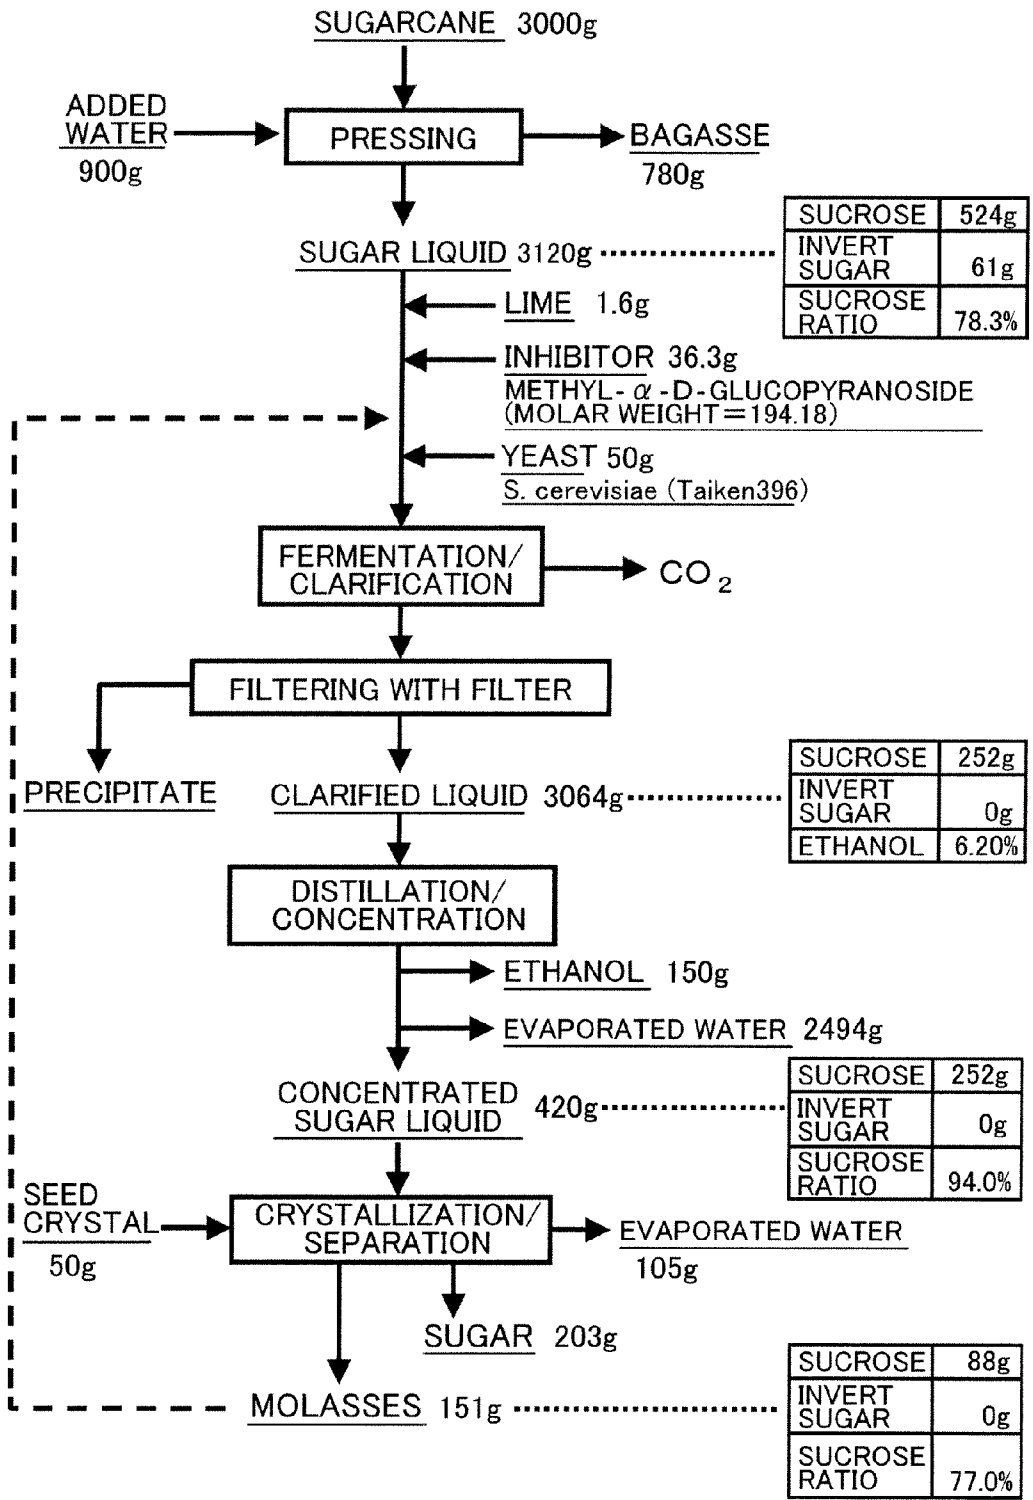 SUGARCANE 3000g
ADDED
WATER
900g
PRESSING
BAGASSE
780g
SUGAR LIQUID 3120g
SUCROSE 524g
INVERT
SUGAR 61g
SUCROSE
RATIO 78.3%
LIME 1.6g
INHIBITOR 36.3g
METHYL-α-D-GLUCOPYRANOSIDE
(MOLAR WEIGHT=194.18)
YEAST 50g
S. cerevisiae (Taiken396)
FERMENTATION/
CLARIFICATION
CO2
FILTERING WITH FILTER
PRECIPITATE
CLARIFIED LIQUID 3064g
SUCROSE 252g
INVERT
SUGAR 0g
ETHANOL 6.20%
DISTILLATION/
CONCENTRATION
ETHANOL 150g
EVAPORATED WATER 2494g
CONCENTRATED
SUGAR LIQUID 420g
SUCROSE 252g
INVERT
SUGAR 0g
SUCROSE
RATIO 94.0%
SEED
CRYSTAL
50g
CRYSTALLIZATION/
SEPARATION
EVAPORATED WATER
105g
SUGAR 203g
MOLASSES 151g
SUCROSE 88g
INVERT
SUGAR 0g
SUCROSE
RATIO 77.0%